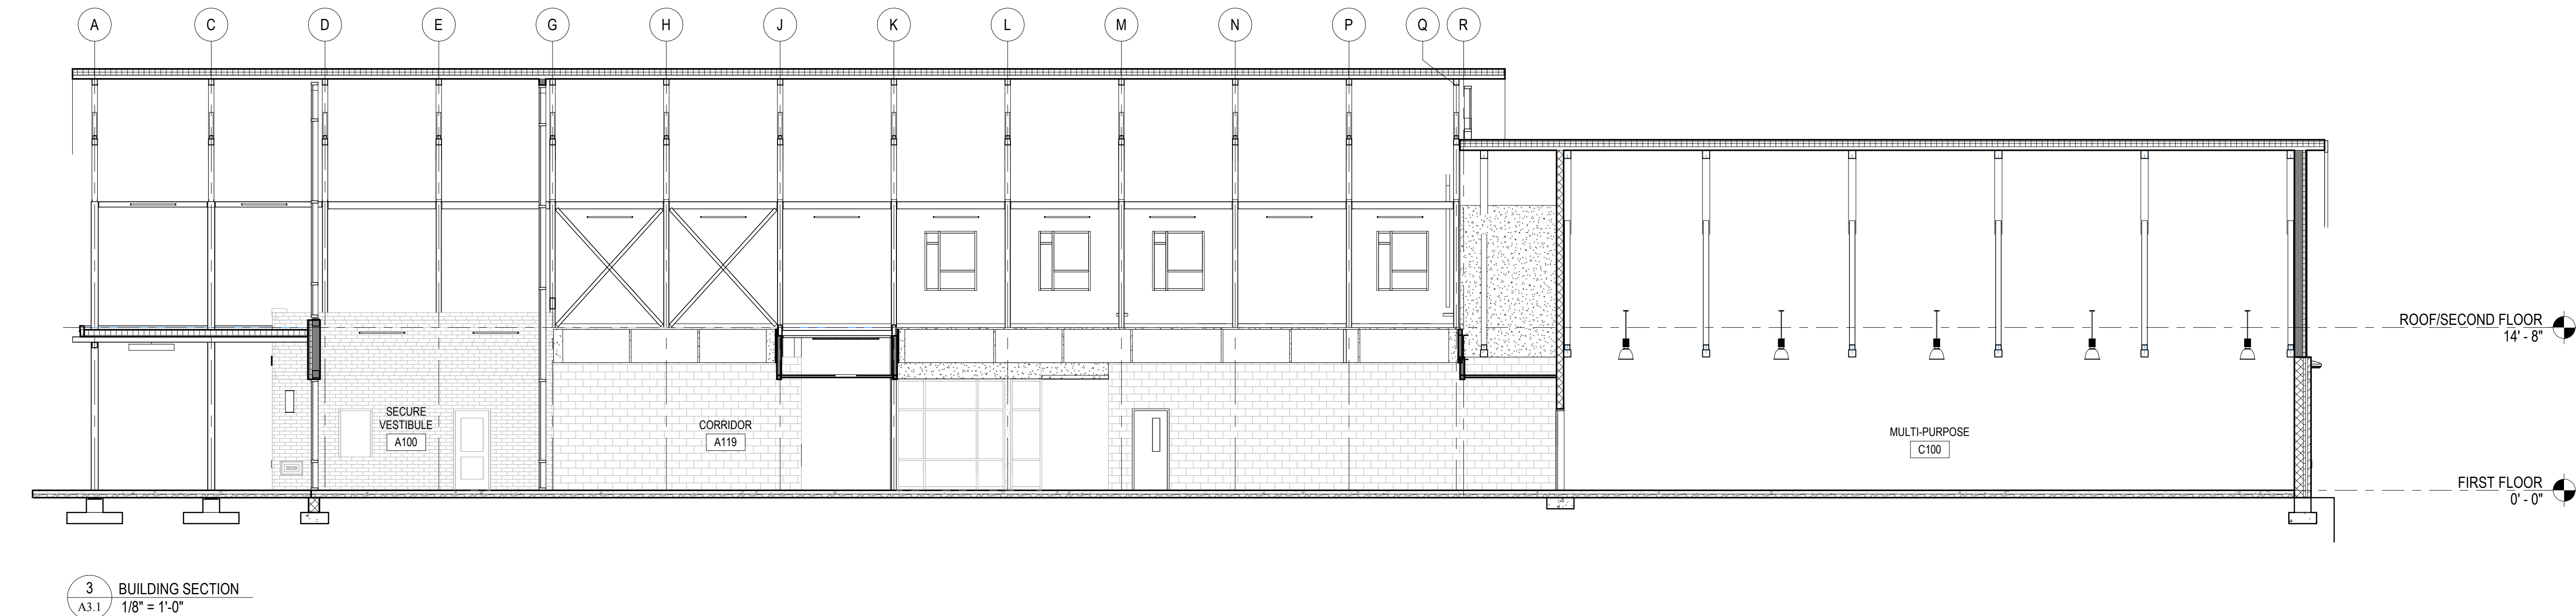 A
C
D
E
G
H
J
K
L
M
N
P
Q
R
ROOF/SECOND FLOOR
14' - 8"
SECURE
VESTIBULE
A100
CORRIDOR
A119
MULTI-PURPOSE
C100
FIRST FLOOR
0' - 0"
3
A3.1
BUILDING SECTION
1/8" = 1'-0"